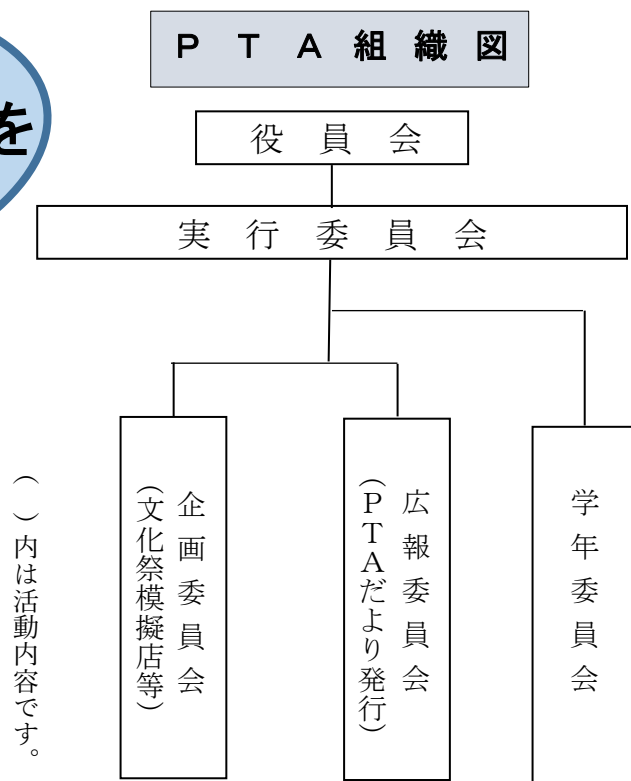 PTA組織図
を
役員会
実行委員会
学年委員会
広報委員会
(PTAだより発行)
企画委員会
(文化祭模擬店等)
( )内は活動内容です。